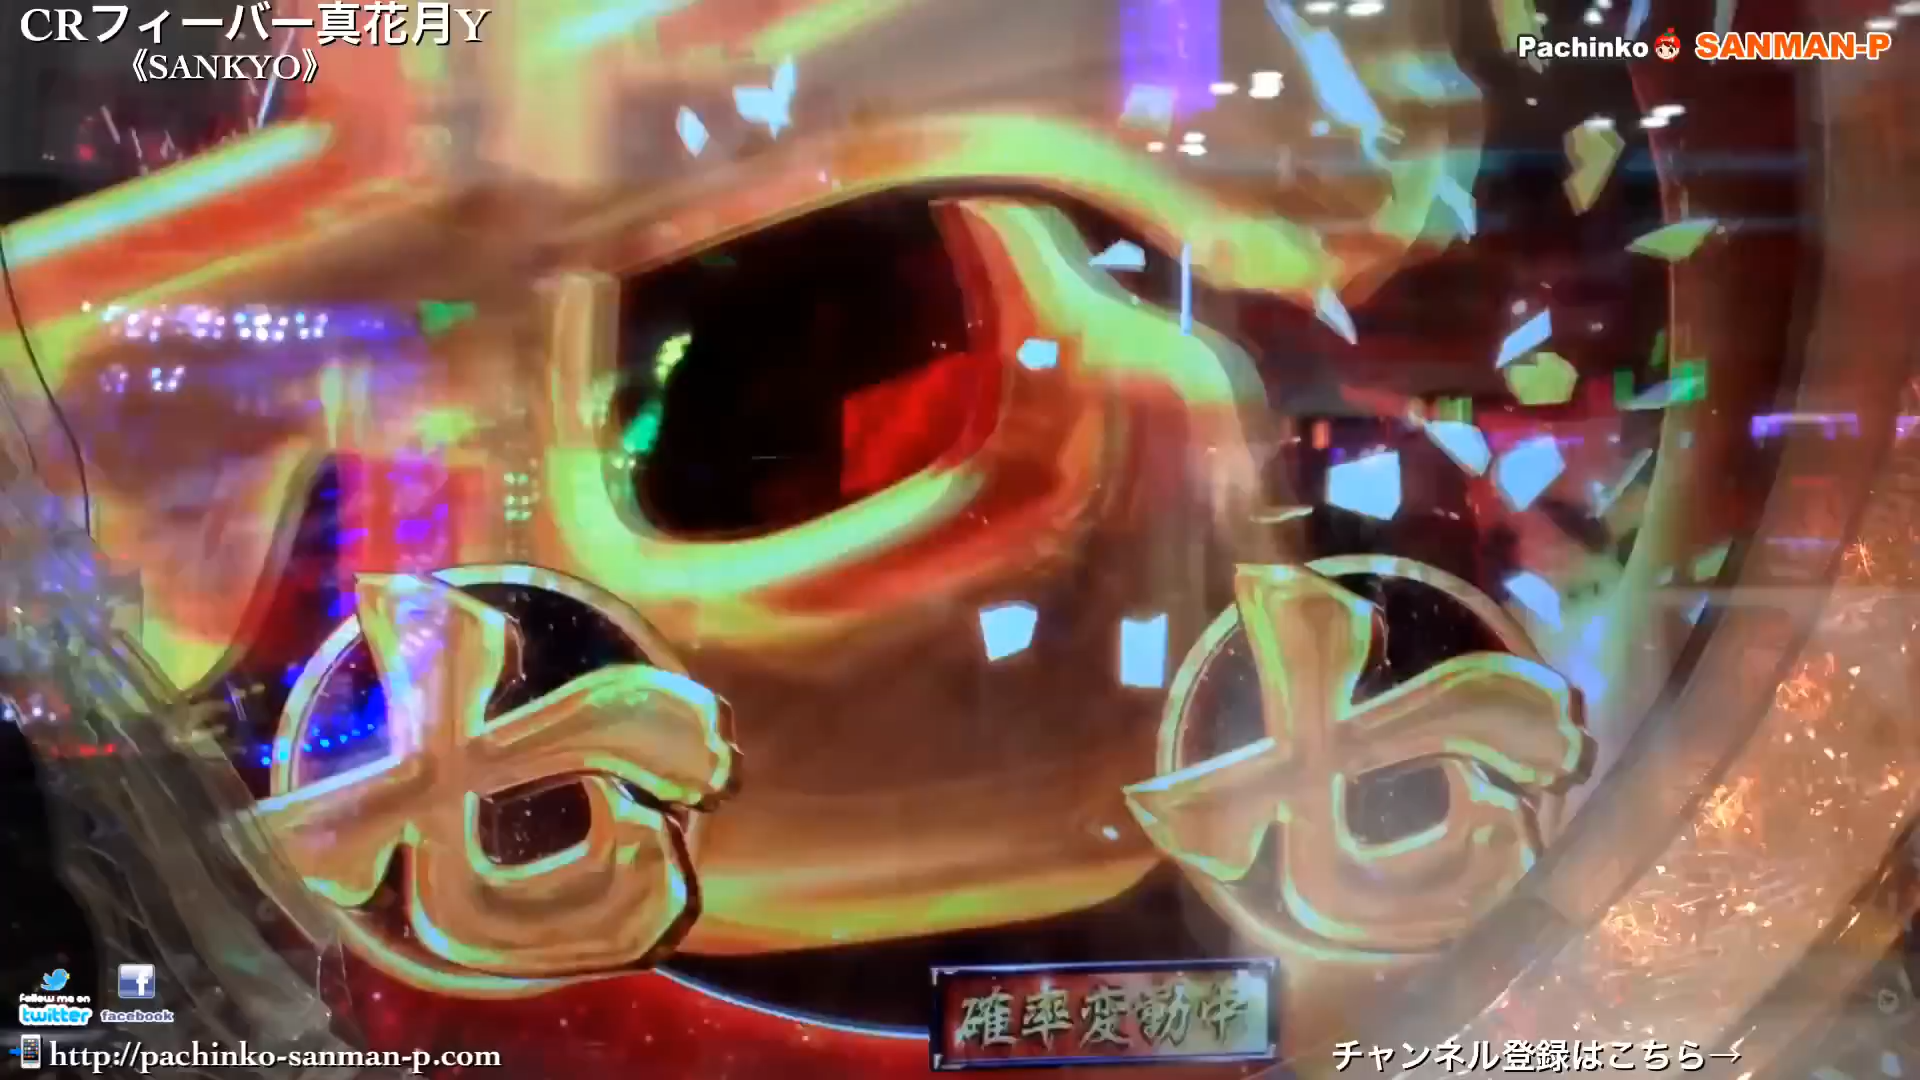 CRフィーバー真花月Y
《SANKYO》
Pachinko SANMAN-P
七 七
確率変動中
follow me on
twitter
facebook
http://pachinko-sanman-p.com
チャンネル登録はこちら→